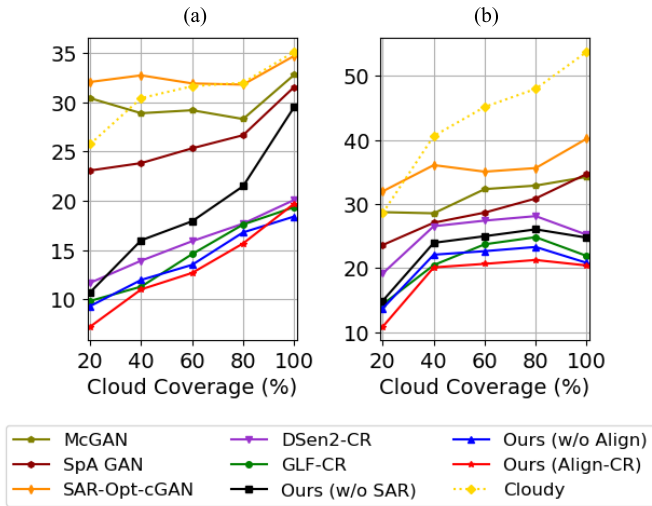 (a) (b)
35
30
25
20
15
10
20 40 60 80 100
Cloud Coverage (%)
50
40
30
20
10
20 40 60 80 100
Cloud Coverage (%)
McGAN
SpA GAN
SAR-Opt-cGAN
DSen2-CR
GLF-CR
Ours (w/o SAR)
Ours (w/o Align)
Ours (Align-CR)
Cloudy